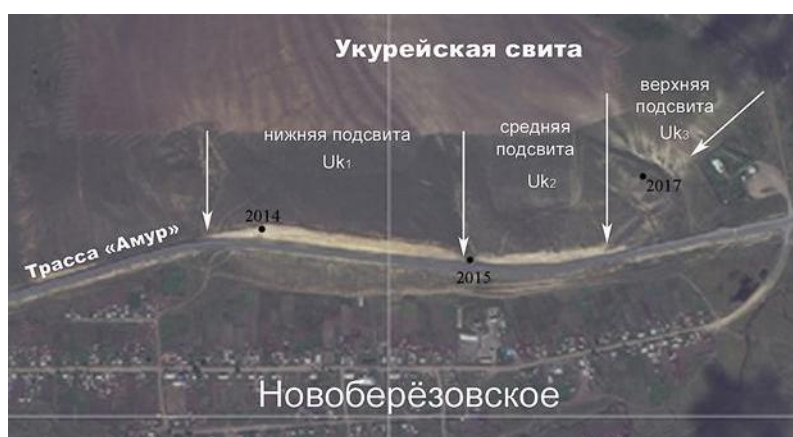 Укурейская свита
верхняя
подсвита
Uk3
средняя
подсвита
Uk2
нижняя подсвита
Uk1
2017
2014
2015
Трасса «Амур»
Новоберёзовское